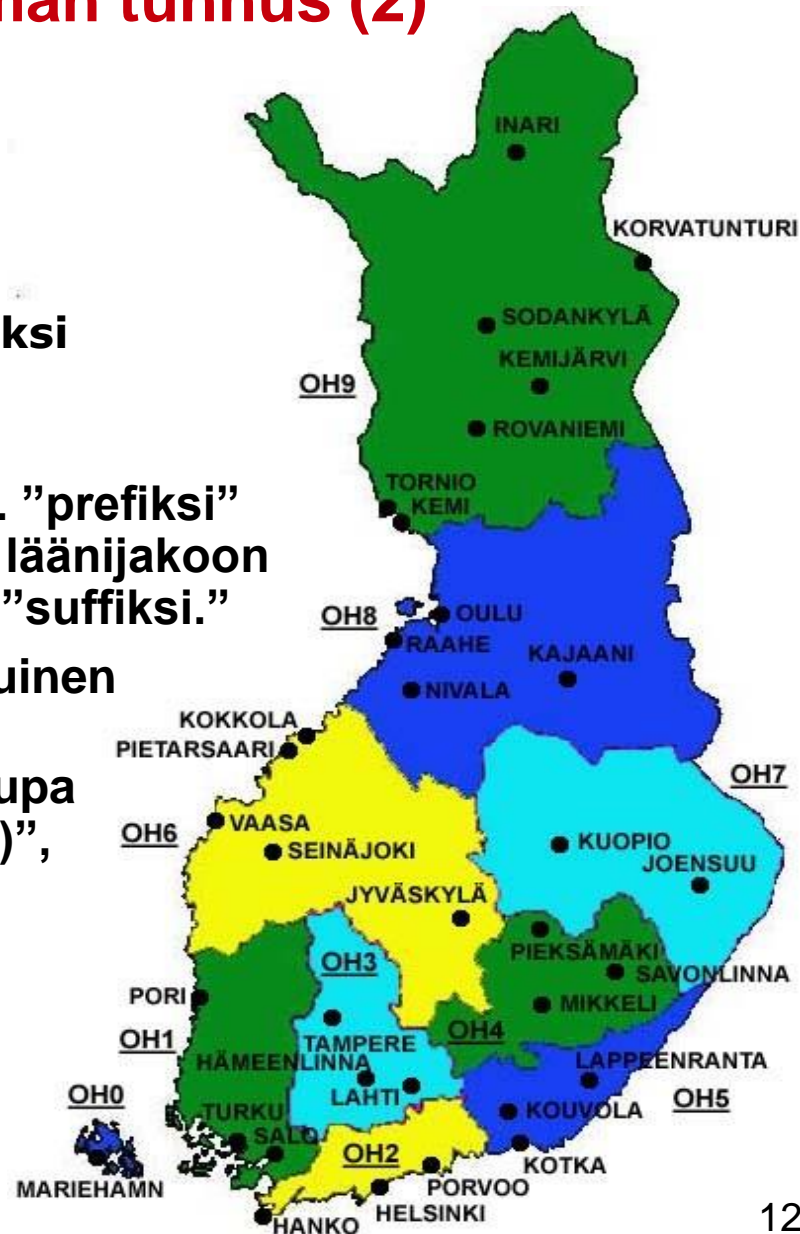 nan tunnus (2)
ksi
. ”prefiksi”
läänijakoon
”suffiksi.”
uinen
upa
)”,
INARI
KORVATUNTURI
SODANKYLÄ
KEMIJÄRVI
OH9
ROVANIEMI
TORNIO
KEMI
OH8
OULU
RAAHE
KAJAANI
NIVALA
KOKKOLA
PIETARSAARI
OH7
OH6
VAASA
KUOPIO
SEINÄJOKI
JOENSUU
JYVÄSKYLÄ
OH3
PIEKSÄMÄKI
SAVONLINNA
PORI
MIKKELI
OH1
TAMPERE
OH4
HÄMEENLINNA
LAPPEENRANTA
LAHTI
OH0
OH5
TURKU
KOUVOLA
SALO
OH2
KOTKA
MARIEHAMN
PORVOO
HELSINKI
HANKO
12